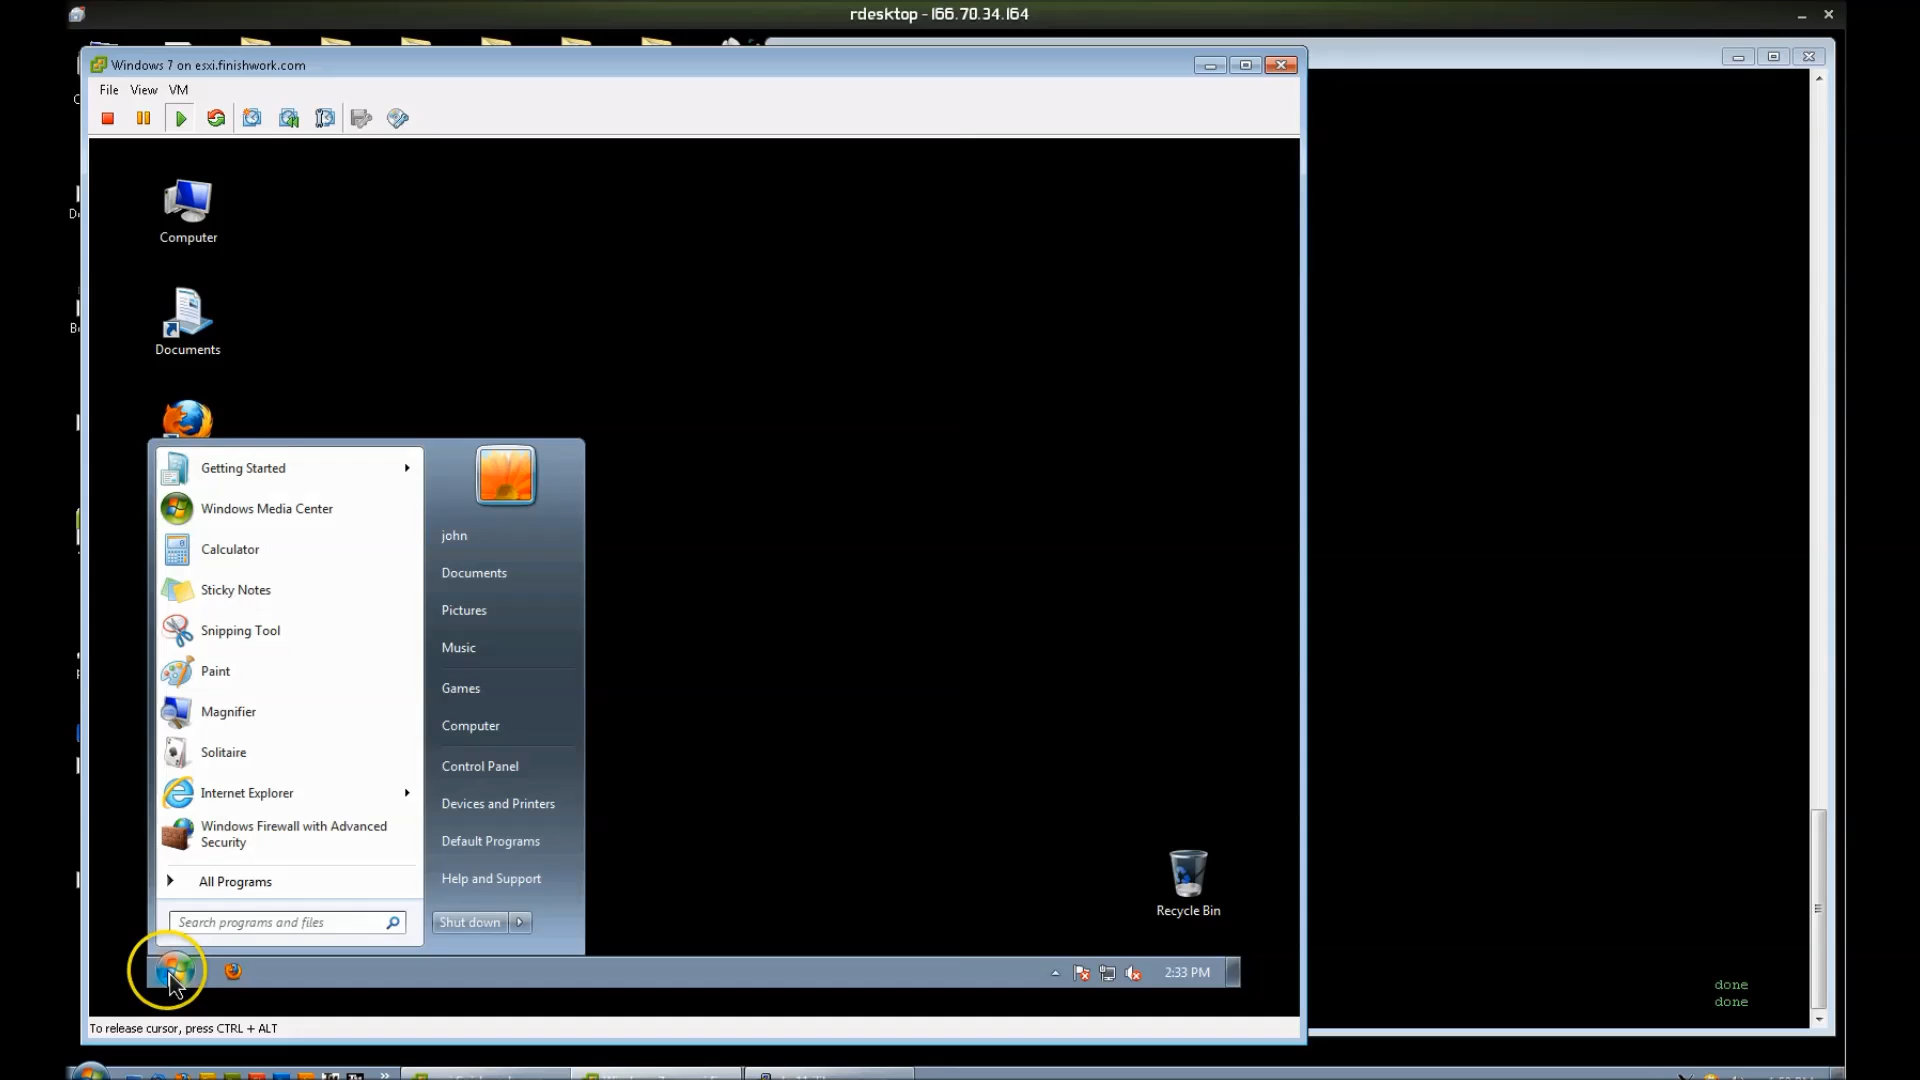 rdesktop - 166.70.34.164
Windows 7 on esxi.finishwork.com
File View VM
Computer
Documents
Getting Started
Windows Media Center
Calculator
Sticky Notes
Snipping Tool
Paint
Magnifier
Solitaire
Internet Explorer
Windows Firewall with Advanced
Security
All Programs
Search programs and files
john
Documents
Pictures
Music
Games
Computer
Control Panel
Devices and Printers
Default Programs
Help and Support
Shut down
Recycle Bin
2:33 PM
done
done
To release cursor, press CTRL + ALT